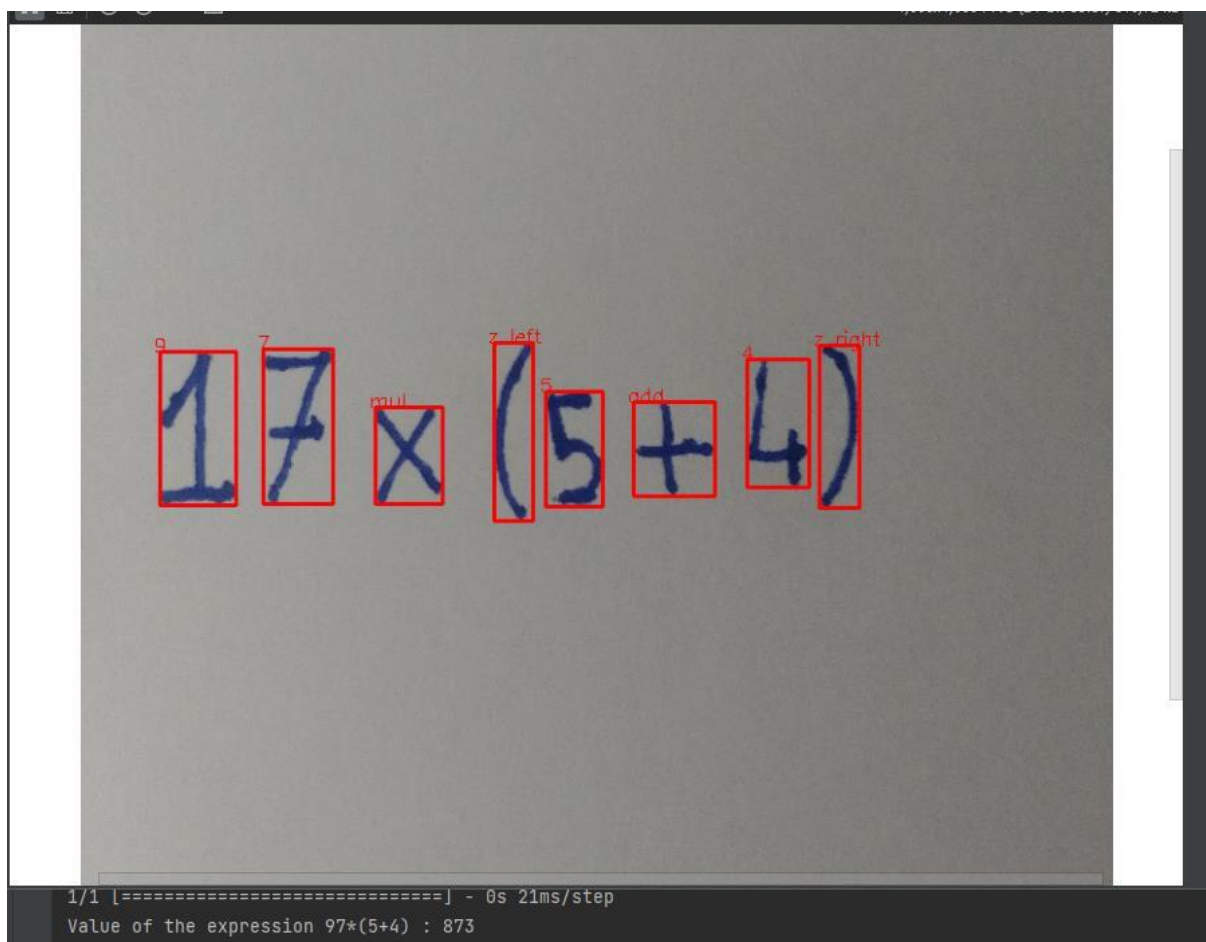 9 7 mul z_left 5 add 4 z_right
17x(5+4)
1/1 [==============================] - 0s 21ms/step
Value of the expression 97*(5+4) : 873